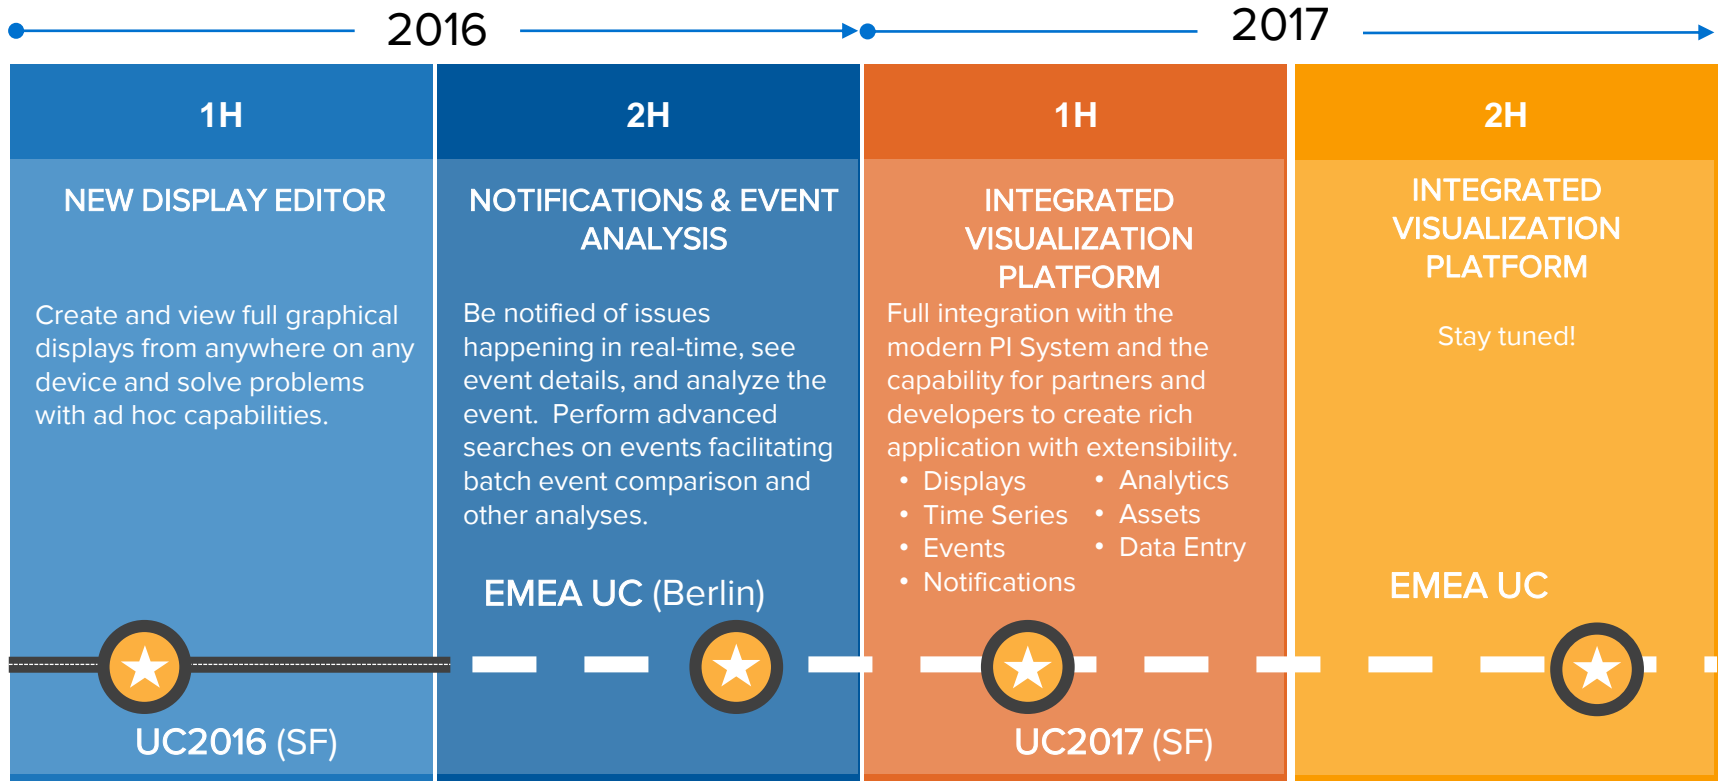 2016
2017
1H
NEW DISPLAY EDITOR
Create and view full graphical
displays from anywhere on any
device and solve problems
with ad hoc capabilities.
UC2016 (SF)
2H
NOTIFICATIONS & EVENT
ANALYSIS
Be notified of issues
happening in real-time, see
event details, and analyze the
event.  Perform advanced
searches on events facilitating
batch event comparison and
other analyses.
EMEA UC (Berlin)
1H
INTEGRATED
VISUALIZATION
PLATFORM
Full integration with the
modern PI System and the
capability for partners and
developers to create rich
application with extensibility.
• Displays
• Time Series
• Events
• Notifications
• Analytics
• Assets
• Data Entry
UC2017 (SF)
2H
INTEGRATED
VISUALIZATION
PLATFORM
Stay tuned!
EMEA UC